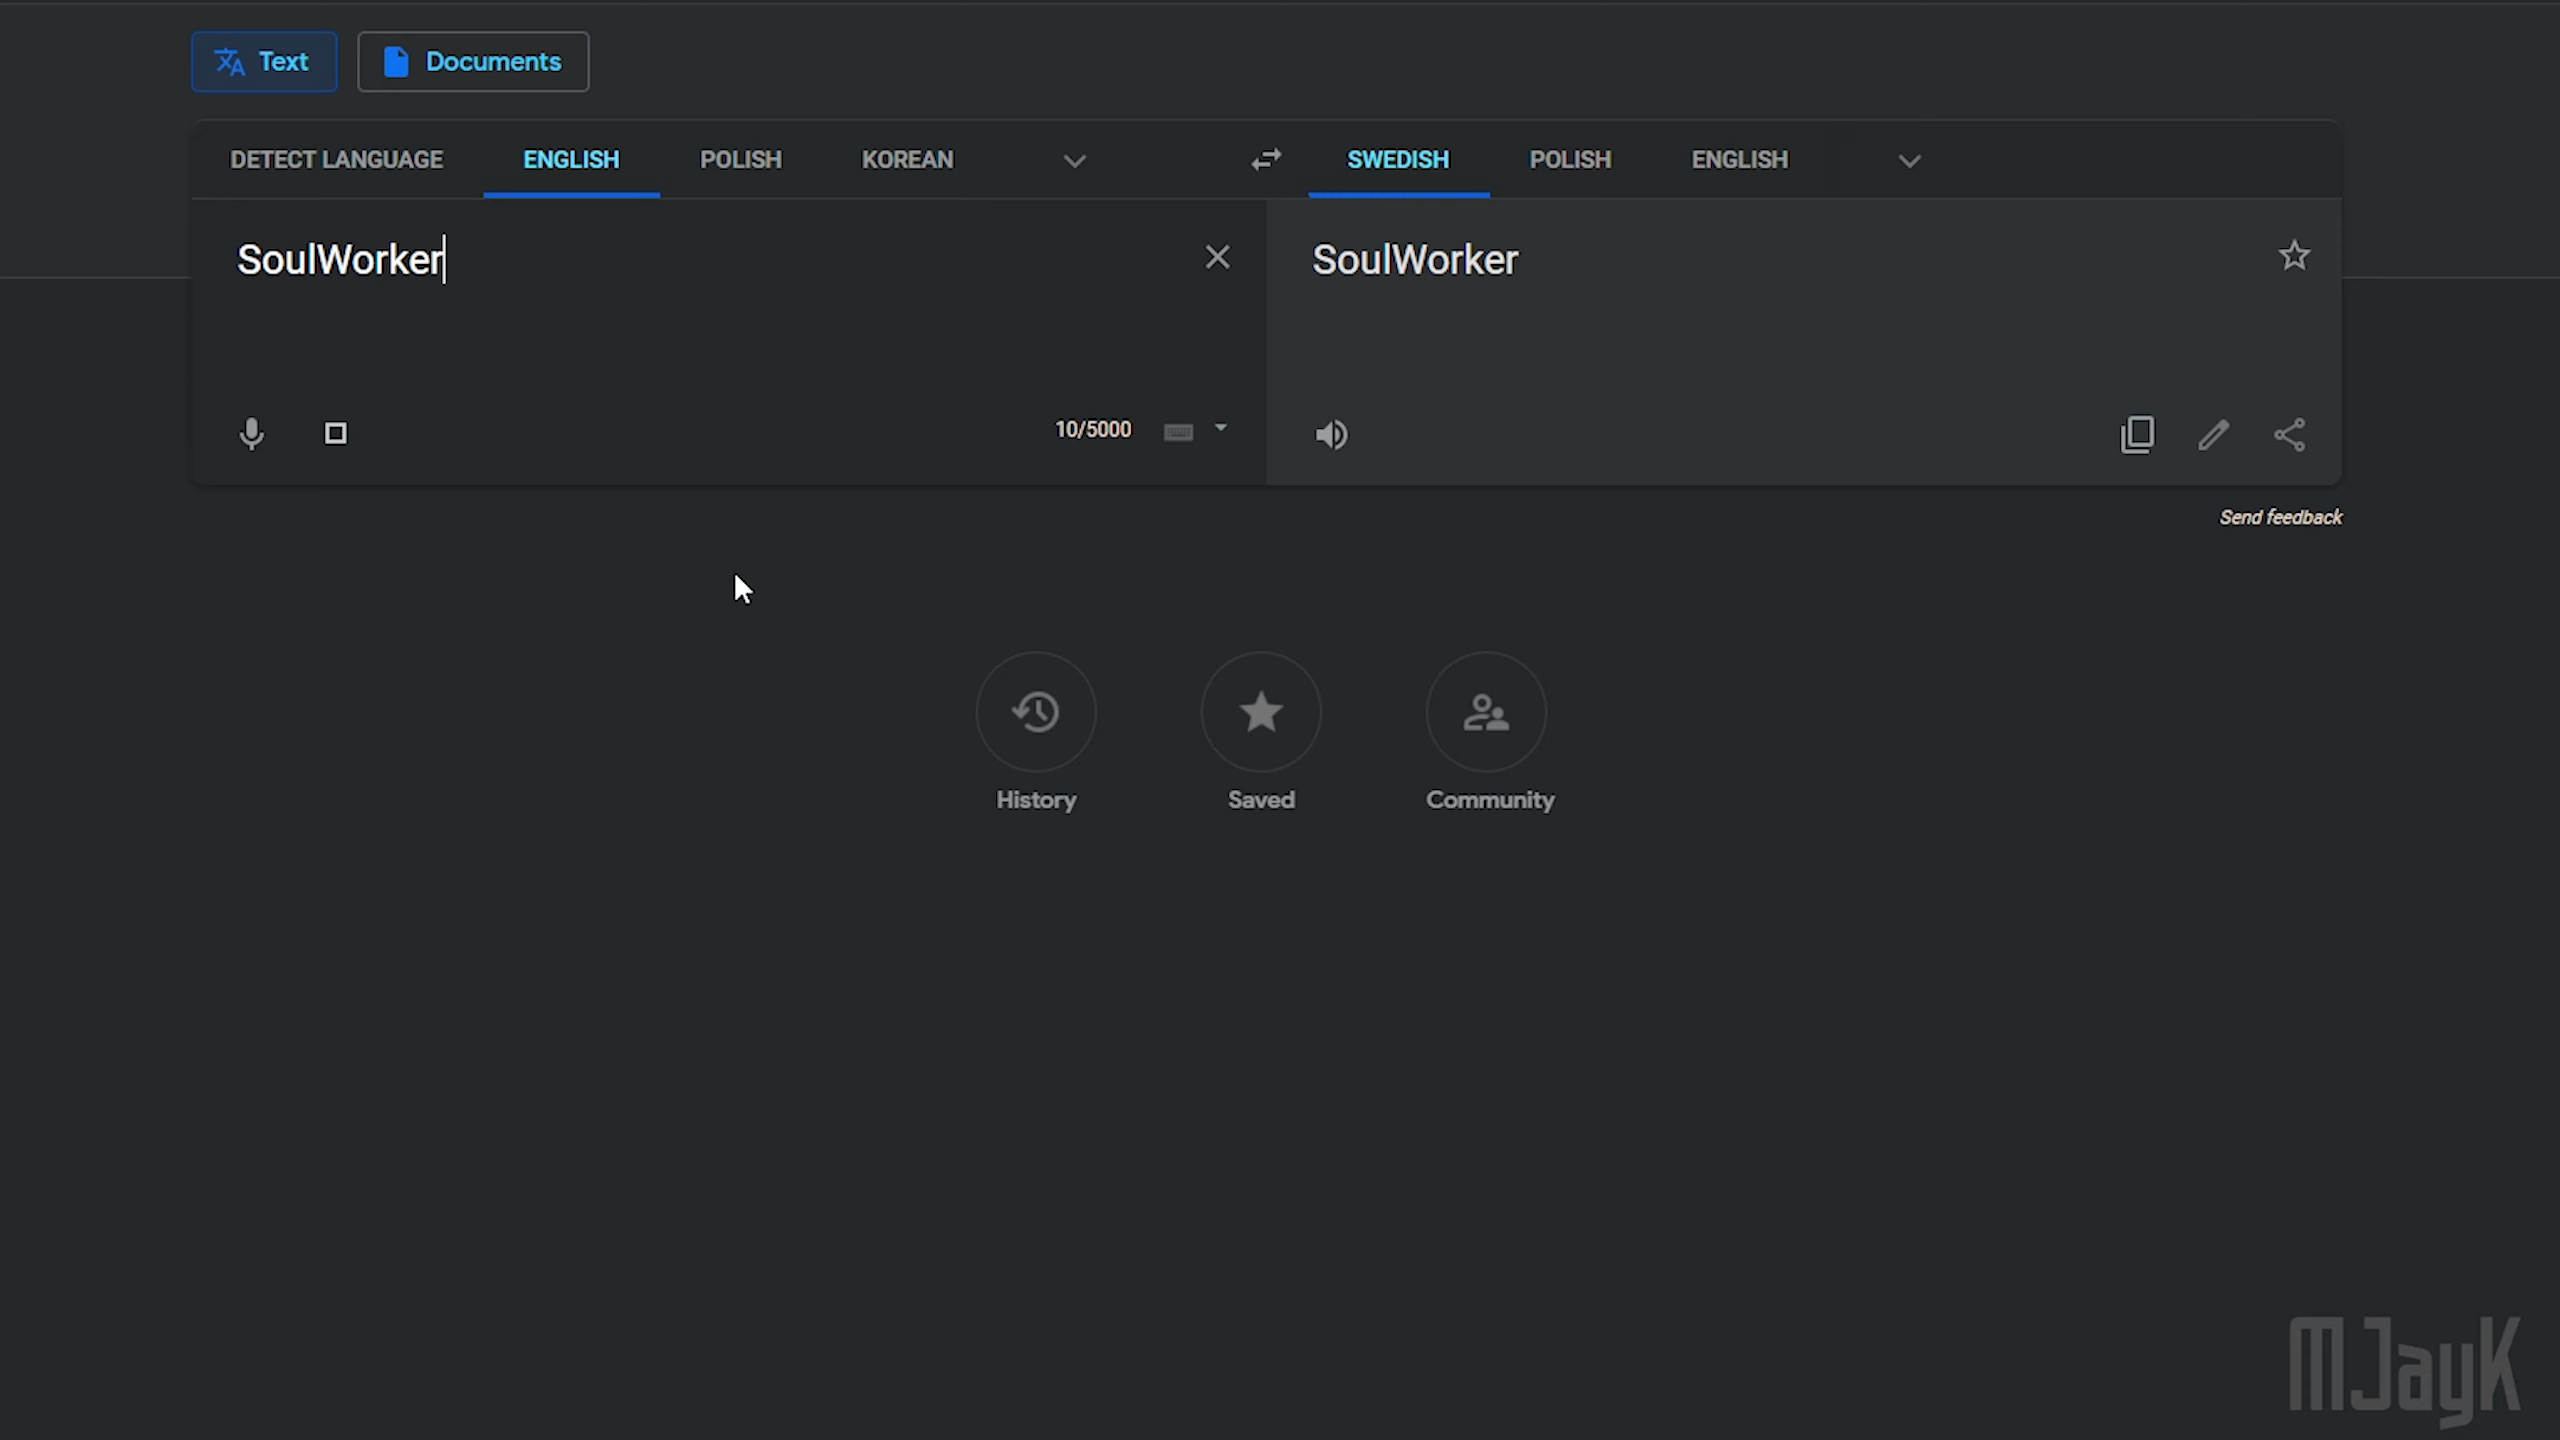 Text Documents
DETECT LANGUAGE ENGLISH POLISH KOREAN SWEDISH POLISH ENGLISH
SoulWorker SoulWorker
10/5000
Send feedback
History Saved Community
MJayK